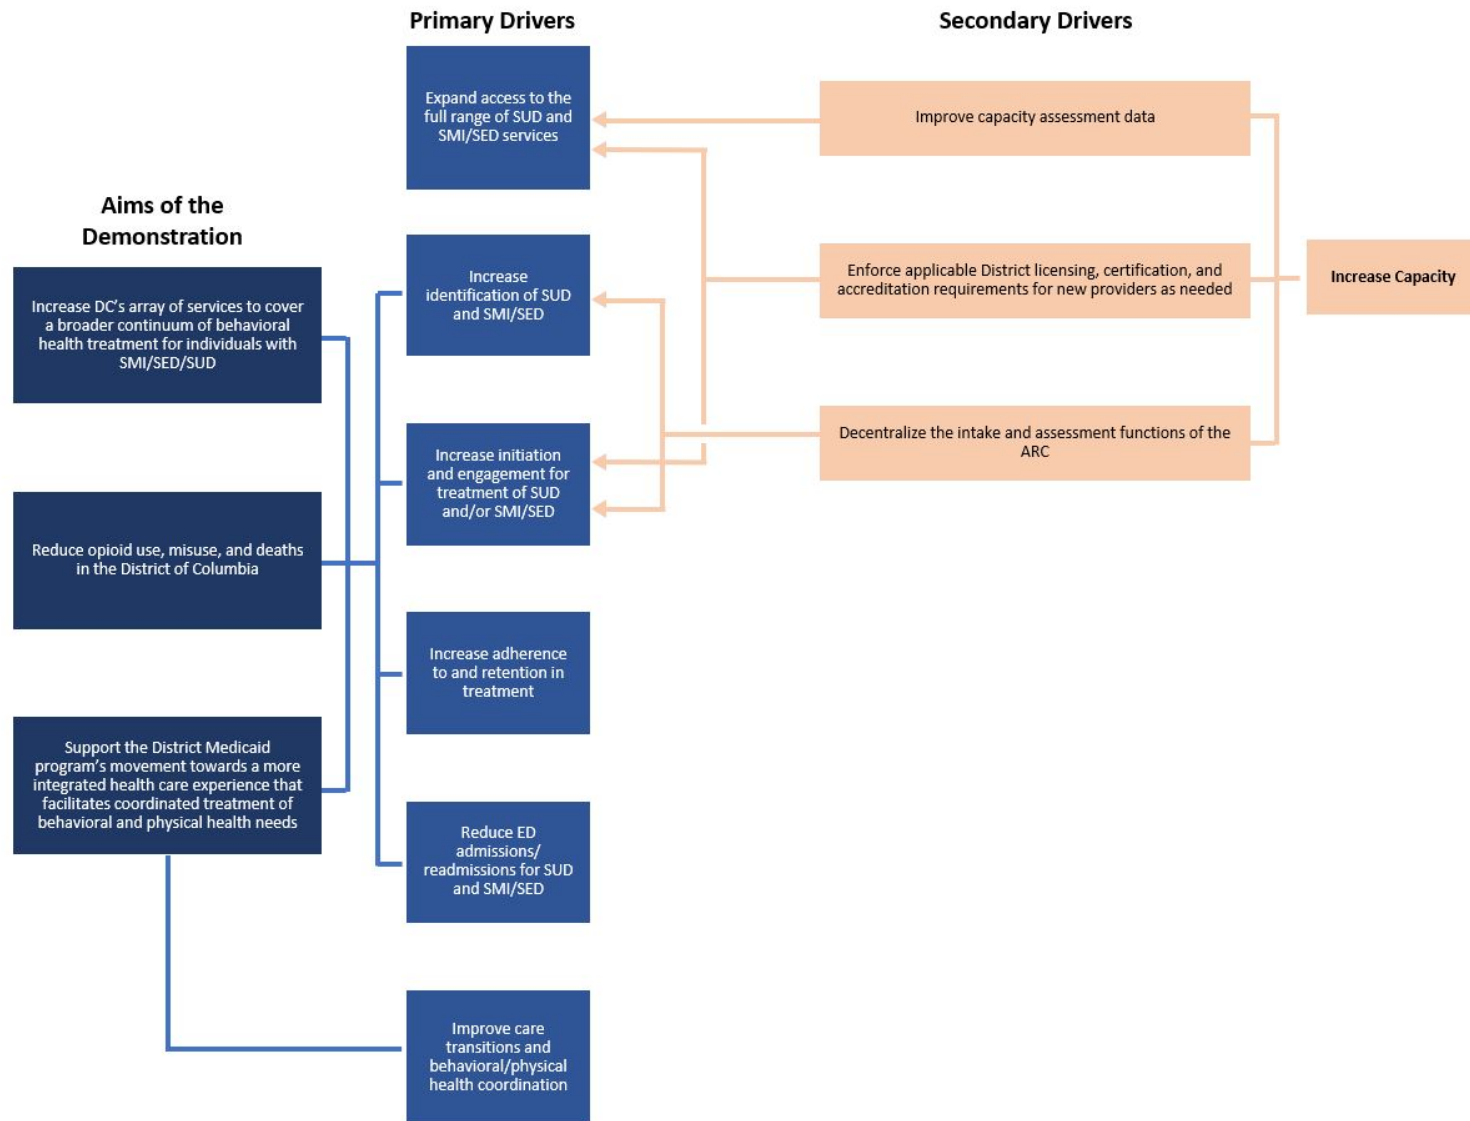 Primary Drivers
Secondary Drivers
Expand access to the
full range of SUD and
SMI/SED services
Improve capacity assessment data
Aims of the
Demonstration
Increase
identification of SUD
and SMI/SED
Enforce applicable District licensing, certification, and
accreditation requirements for new providers as needed
Increase Capacity
Increase DC's array of services to cover
a broader continuum of behavioral
health treatment for individuals with
SMI/SED/SUD
Increase initiation
and engagement for
treatment of SUD
and/or SMI/SED
Decentralize the intake and assessment functions of the
ARC
Reduce opioid use, misuse, and deaths
in the District of Columbia
Increase adherence
to and retention in
treatment
Support the District Medicaid
program's movement towards a more
integrated health care experience that
facilitates coordinated treatment of
behavioral and physical health needs
Reduce ED
admissions/
readmissions for SUD
and SMI/SED
Improve care
transitions and
behavioral/physical
health coordination